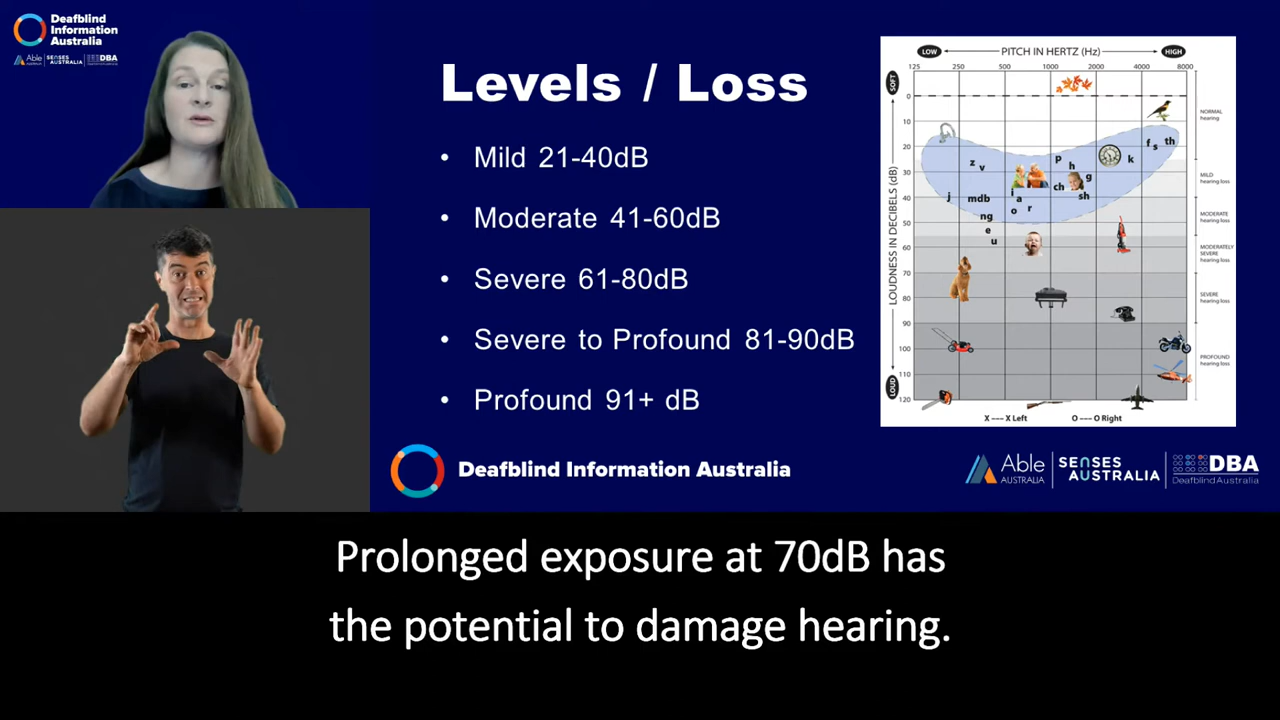 Deafblind
Information
Australia
Able
AUSTRALIA
SENSES
AUSTRALIA
DBA
Levels / Loss
• Mild 21-40dB
• Moderate 41-60dB
• Severe 61-80dB
• Severe to Profound 81-90dB
• Profound 91+ dB
LOW PITCH IN HERTZ (Hz) HIGH
125 250 500 1000 2000 4000 8000
SOFT
LOUDNESS IN DECIBELS (dB)
LOUD
0
10
20
30
40
50
60
70
80
90
100
110
120
z v
j mdb
ng
e
u
i a
o r
p
h
g
ch
sh
k
f s th
NORMAL
hearing
MILD
hearing loss
MODERATE
hearing loss
MODERATELY
SEVERE
hearing loss
SEVERE
hearing loss
PROFOUND
hearing loss
X --- X Left O --- O Right
Deafblind Information Australia
Able
AUSTRALIA
SENSES
AUSTRALIA
DBA
Deafblind Australia
Prolonged exposure at 70dB has
the potential to damage hearing.